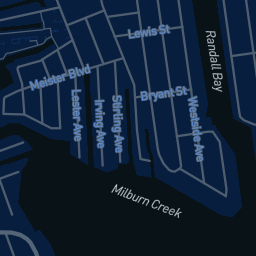 Lewis St
Randall Bay
Meister Blvd
Bryant St
Lester Ave
Irving Ave
Stirling Ave
Westside Ave
Milburn Creek